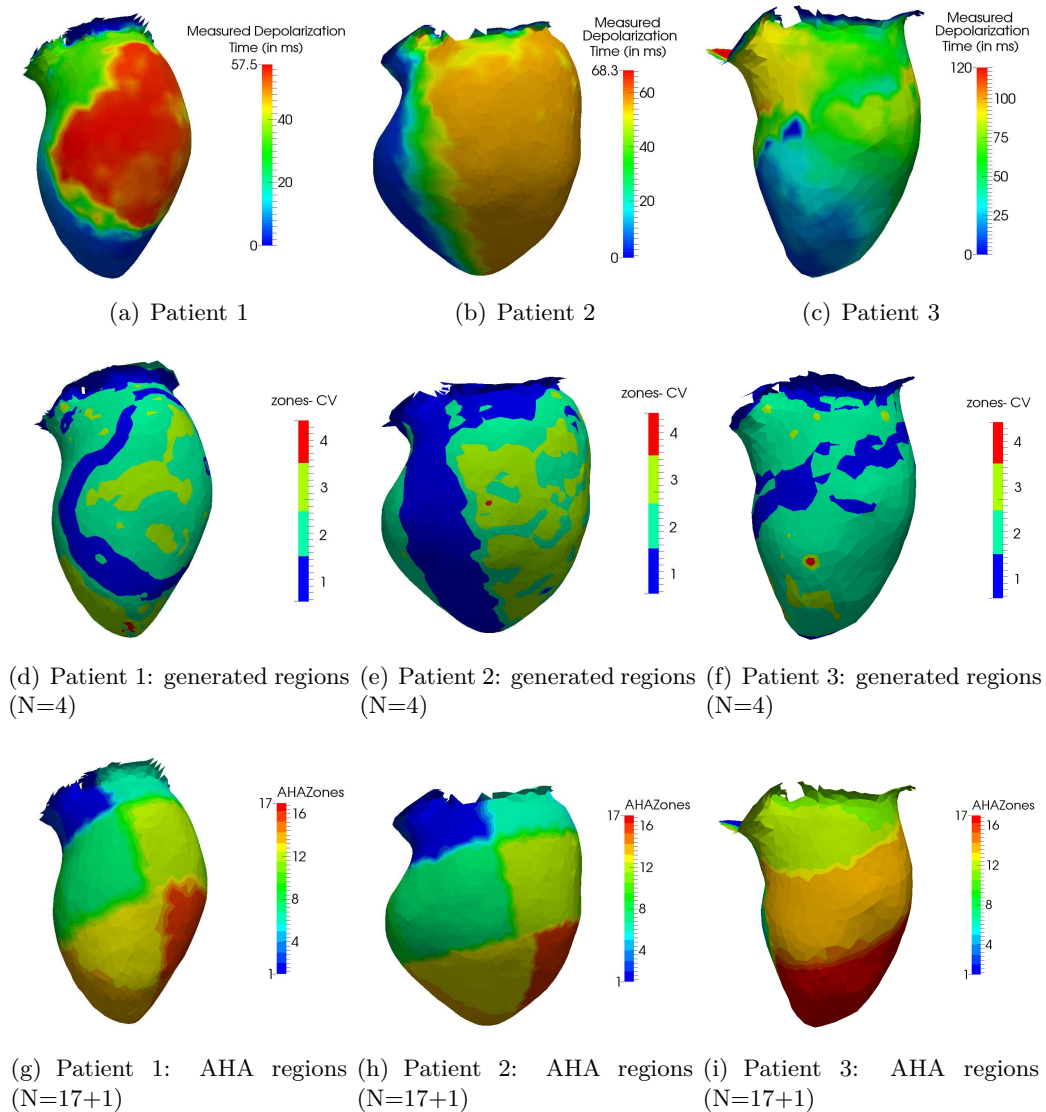 Measured Depolarization
Time (in ms)
57.5
40
20
0
(a) Patient 1
Measured
Depolarization
Time (in ms)
68.3
60
40
20
0
(b) Patient 2
Measured
Depolarization
Time (in ms)
120
100
75
50
25
0
(c) Patient 3
zones- CV
4
3
2
1
(d) Patient 1: generated regions
(N=4)
zones- CV
4
3
2
1
(e) Patient 2: generated regions
(N=4)
zones- CV
4
3
2
1
(f) Patient 3: generated regions
(N=4)
AHAZones
17
16
12
8
4
1
(g) Patient 1: AHA regions
(N=17+1)
AHAZones
17
16
12
8
4
1
(h) Patient 2: AHA regions
(N=17+1)
AHAZones
17
16
12
8
4
1
(i) Patient 3: AHA regions
(N=17+1)